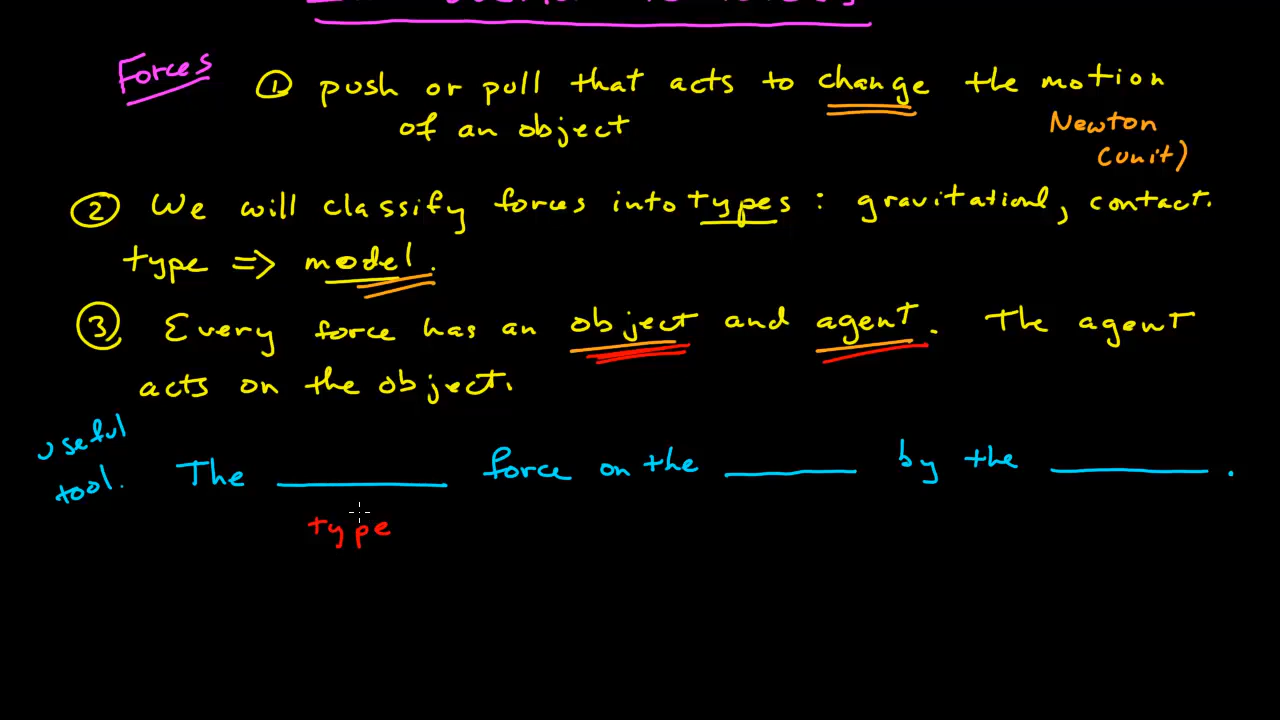 Forces
① push or pull that acts to change the motion
of an object
Newton
(unit)
② We will classify forces into types : gravitational, contact.
type => model.
③ Every force has an object and agent. The agent
acts on the object.
useful
tool.
The ________ force on the ________ by the ________ .
type